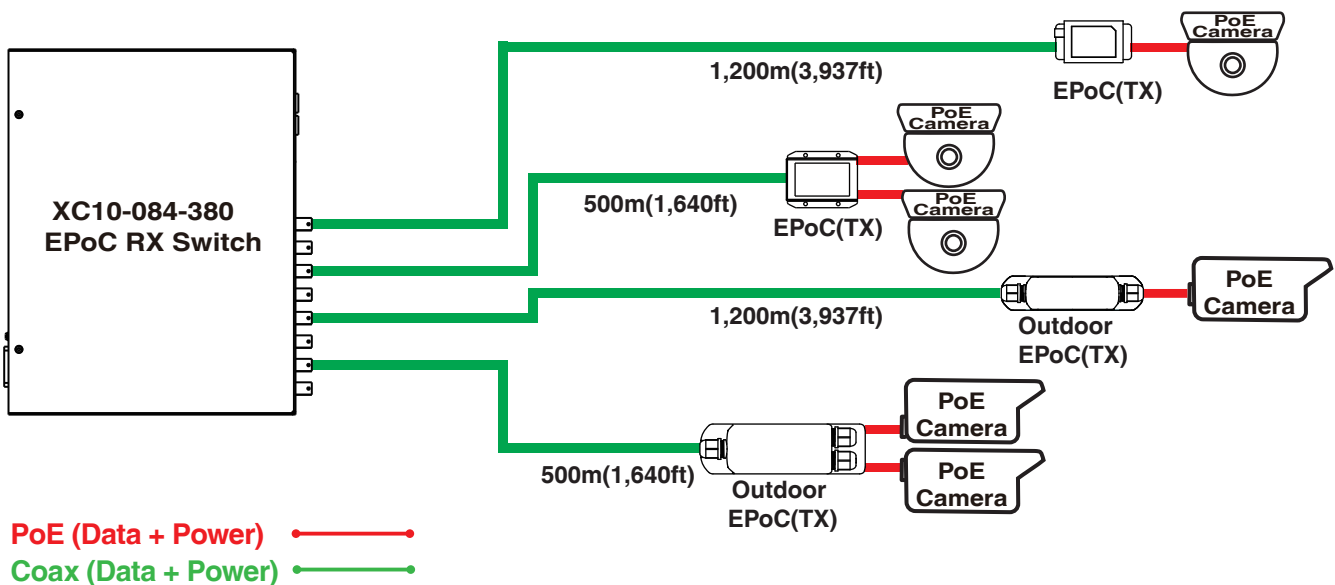 PoE
Camera
1,200m(3,937ft)
EPoC(TX)
PoE
Camera
XC10-084-380
EPoC RX Switch
500m(1,640ft)
EPoC(TX)
PoE
Camera
PoE
Camera
1,200m(3,937ft)
Outdoor
EPoC(TX)
PoE
Camera
500m(1,640ft)
Outdoor
EPoC(TX)
PoE
Camera
PoE (Data + Power)
Coax (Data + Power)